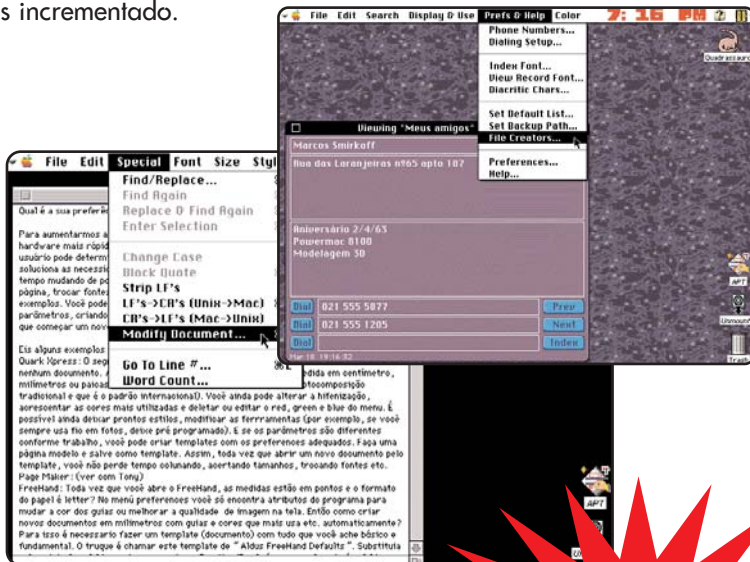 s incrementado.
File Edit Search Display & Use Prefs & Help Color 7:16 PM
Phone Numbers...
Dialing Setup...
Index Font...
View Record Font...
Diacritic Chars...
Set Default List...
Set Backup Path...
File Creators...
Preferences...
Help...
Quadrassauro
Viewing "Meus amigos"
Marcos Smirkoff
Rua das Laranjeiras nº65 apto 107
Aniversário 2/4/63
Powermac 8100
Modelagem 3D
Dial 021 555 5877 Prev
Dial 021 555 1205 Next
Dial Index
Mar 18 19:16:32
APT
Unmount
Trash
File Edit Special Font Size Styl
Find/Replace...
Find Again
Replace & Find Again
Enter Selection
Change Case
Block Quote
Strip LF's
LF's->CR's (Unix->Mac)
CR's->LF's (Mac->Unix)
Modify Document...
Go To Line #... ⌘L
Word Count...
Qual é a sua preferên
Para aumentarmos a
hardware mais rápid
usuário pode determ
soluciona as necessid
tempo mudando de po
página, trocar fontes
exemplos. Você pode
parâmetros, criando
que começar um nov
Eis alguns exemplos
Quark Xpress: O seg
nenhum documento. A edida em centímetro,
milímetros ou paicas otocomposição
tradicional e que é o padrão internacional). Você ainda pode alterar a hifenização,
acrescentar as cores mais utilizadas e deletar ou editar o red, green e blue do menu. É
possível ainda deixar prontos estilos, modificar as ferrramentas (por exemplo, se você
sempre usa fio em fotos, deixe pré programado). E se os parâmetros são diferentes
conforme trabalho, você pode criar templates com os preferences adequados. Faça uma
página modelo e salve como template. Assim, toda vez que abrir um novo documento pelo
template, você não perde tempo colunando, acertando tamanhos, trocando fontes etc.
Page Maker: (ver com Tony)
FreeHand: Toda vez que você abre o FreeHand, as medidas estão em pontos e o formato
do papel é letter? No menú preferences você só encontra atributos do programa para
mudar a cor dos guias ou melhorar a qualidade de imagem na tela. Então como criar
novos documentos em milímetros com guias e cores que mais usa etc. automaticamente?
Para isso é necessario fazer um template (documento) com tudo que você ache básico e
fundamental. O truque é chamar este template de "Aldus FreeHand Defaults". Substitula
APT
Un